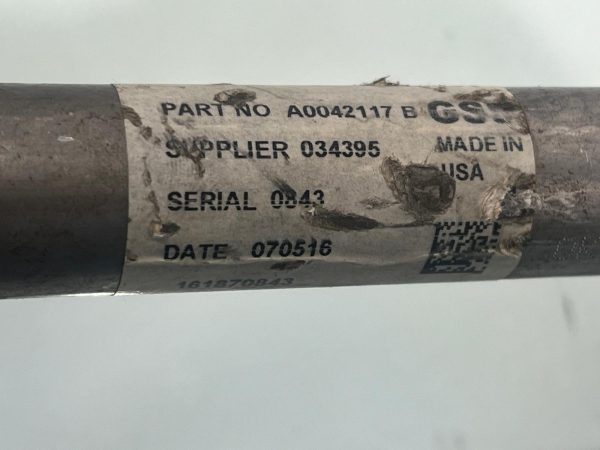 PART NO A0042117 B
MADE IN
SUPPLIER 034395
USA
SERIAL 0843
DATE 070516
161870843